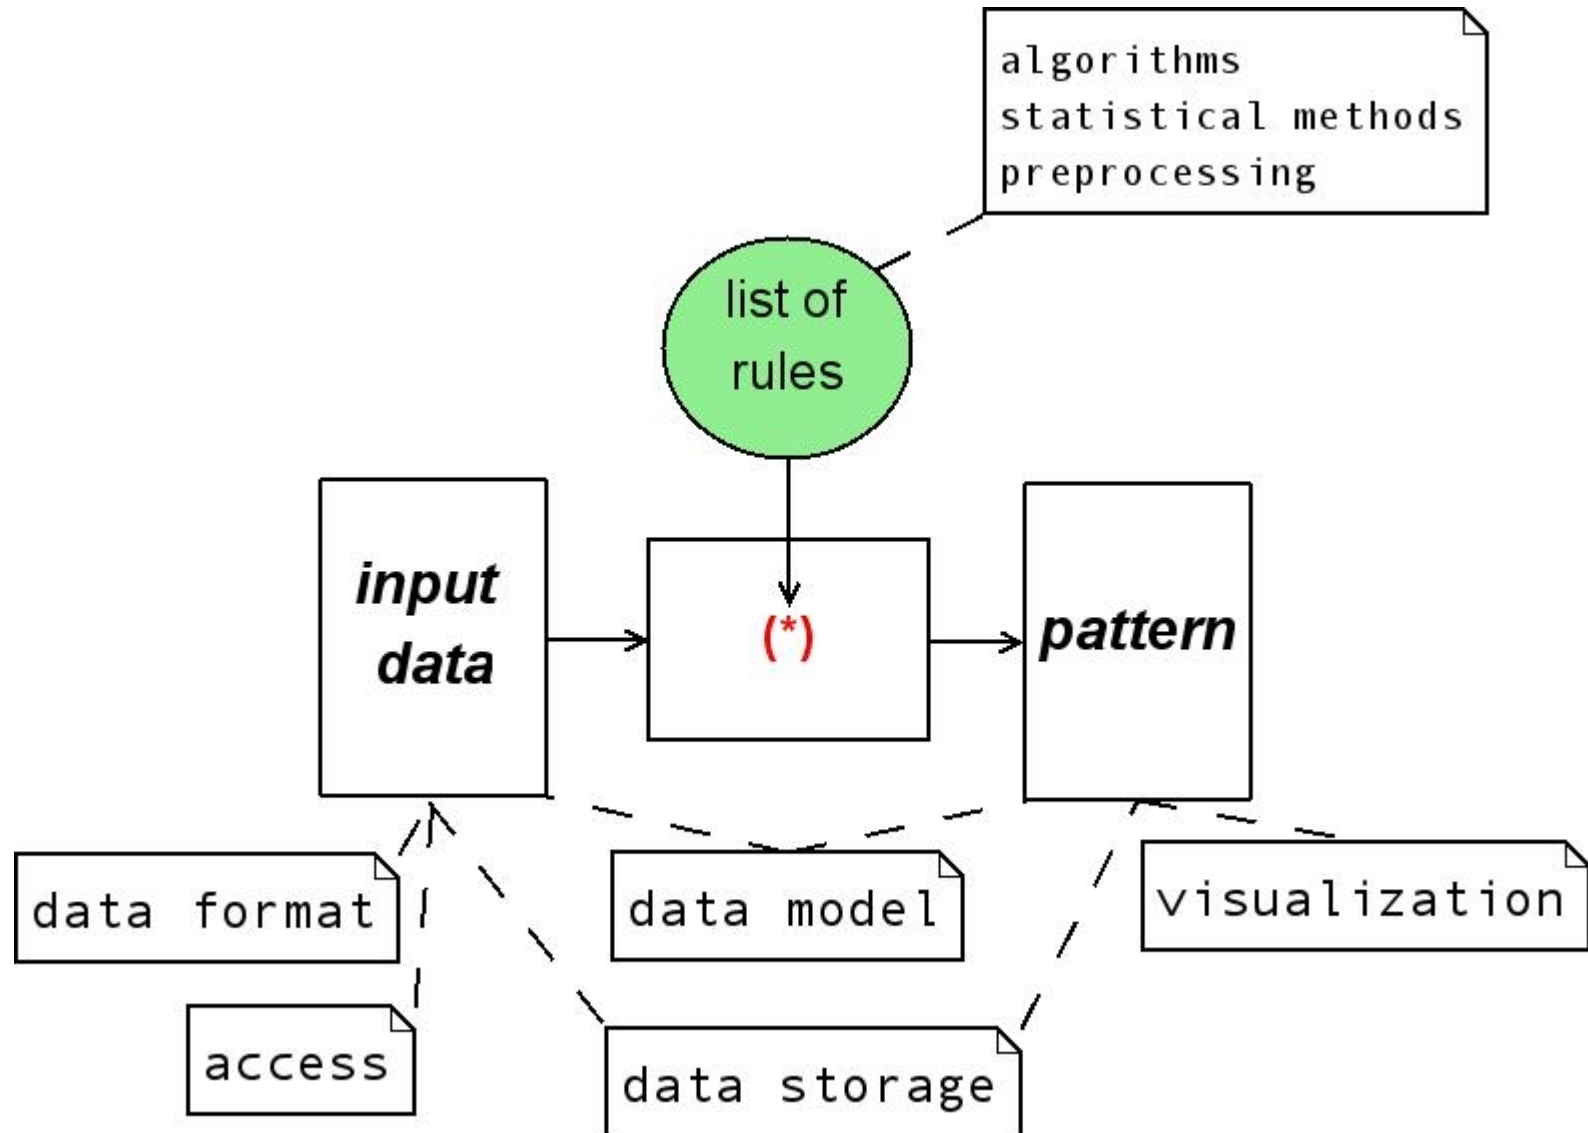 algorithms
statistical methods
preprocessing
list of
rules
input
data
(*)
pattern
data format
data model
visualization
access
data storage